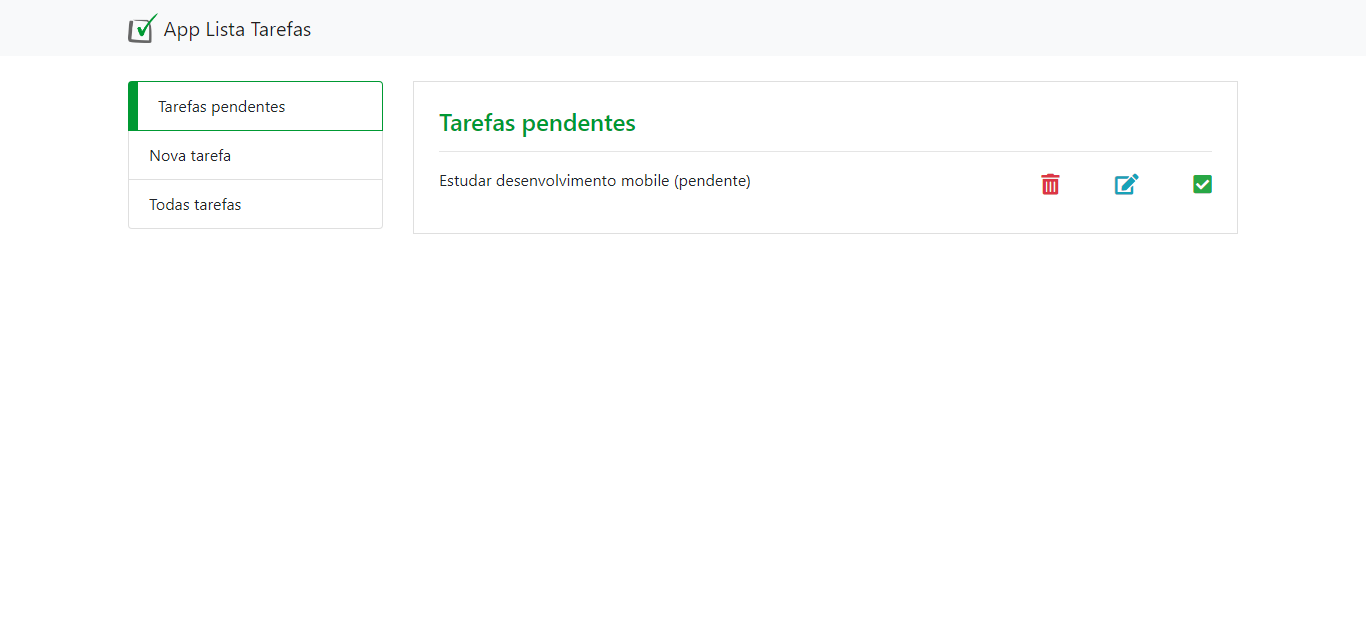 App Lista Tarefas
Tarefas pendentes
Nova tarefa
Todas tarefas
Tarefas pendentes
Estudar desenvolvimento mobile (pendente)